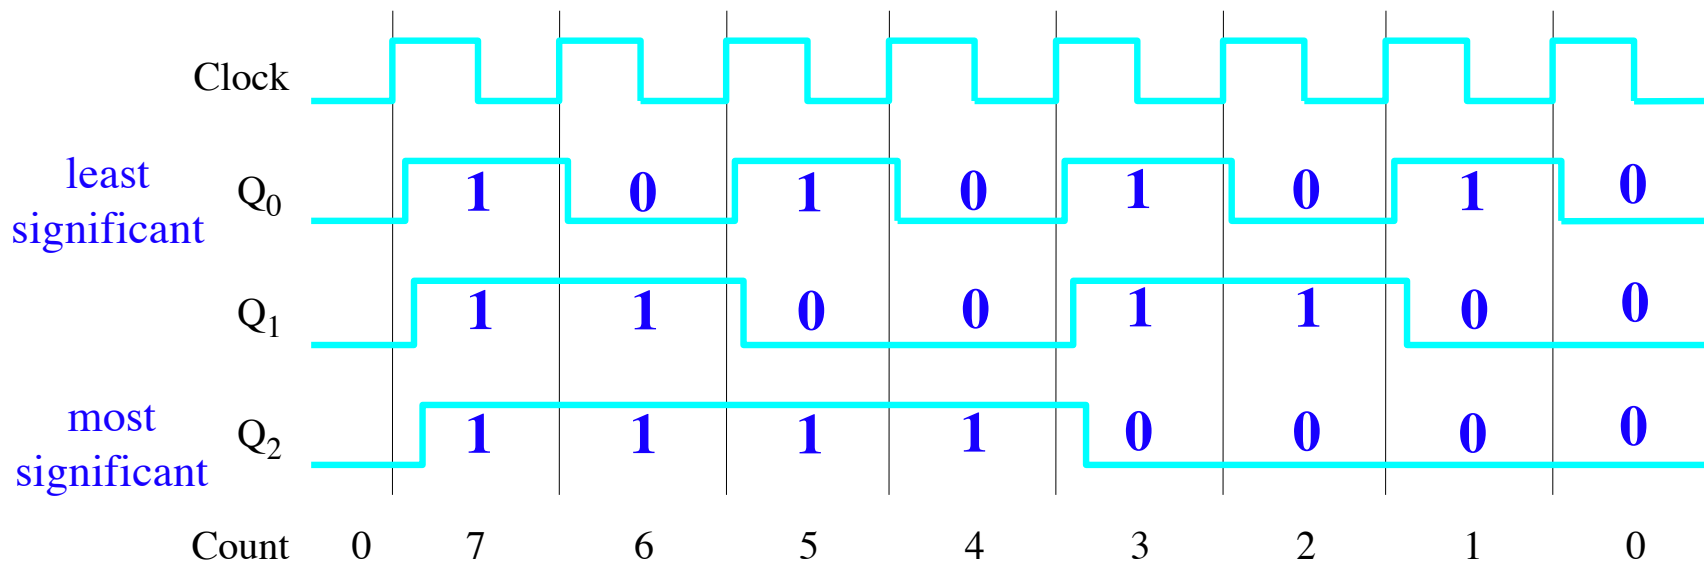 Clock
least
significant
Q0 1 0 1 0 1 0 1 0
Q1 1 1 0 0 1 1 0 0
most
significant
Q2 1 1 1 1 0 0 0 0
Count 0 7 6 5 4 3 2 1 0